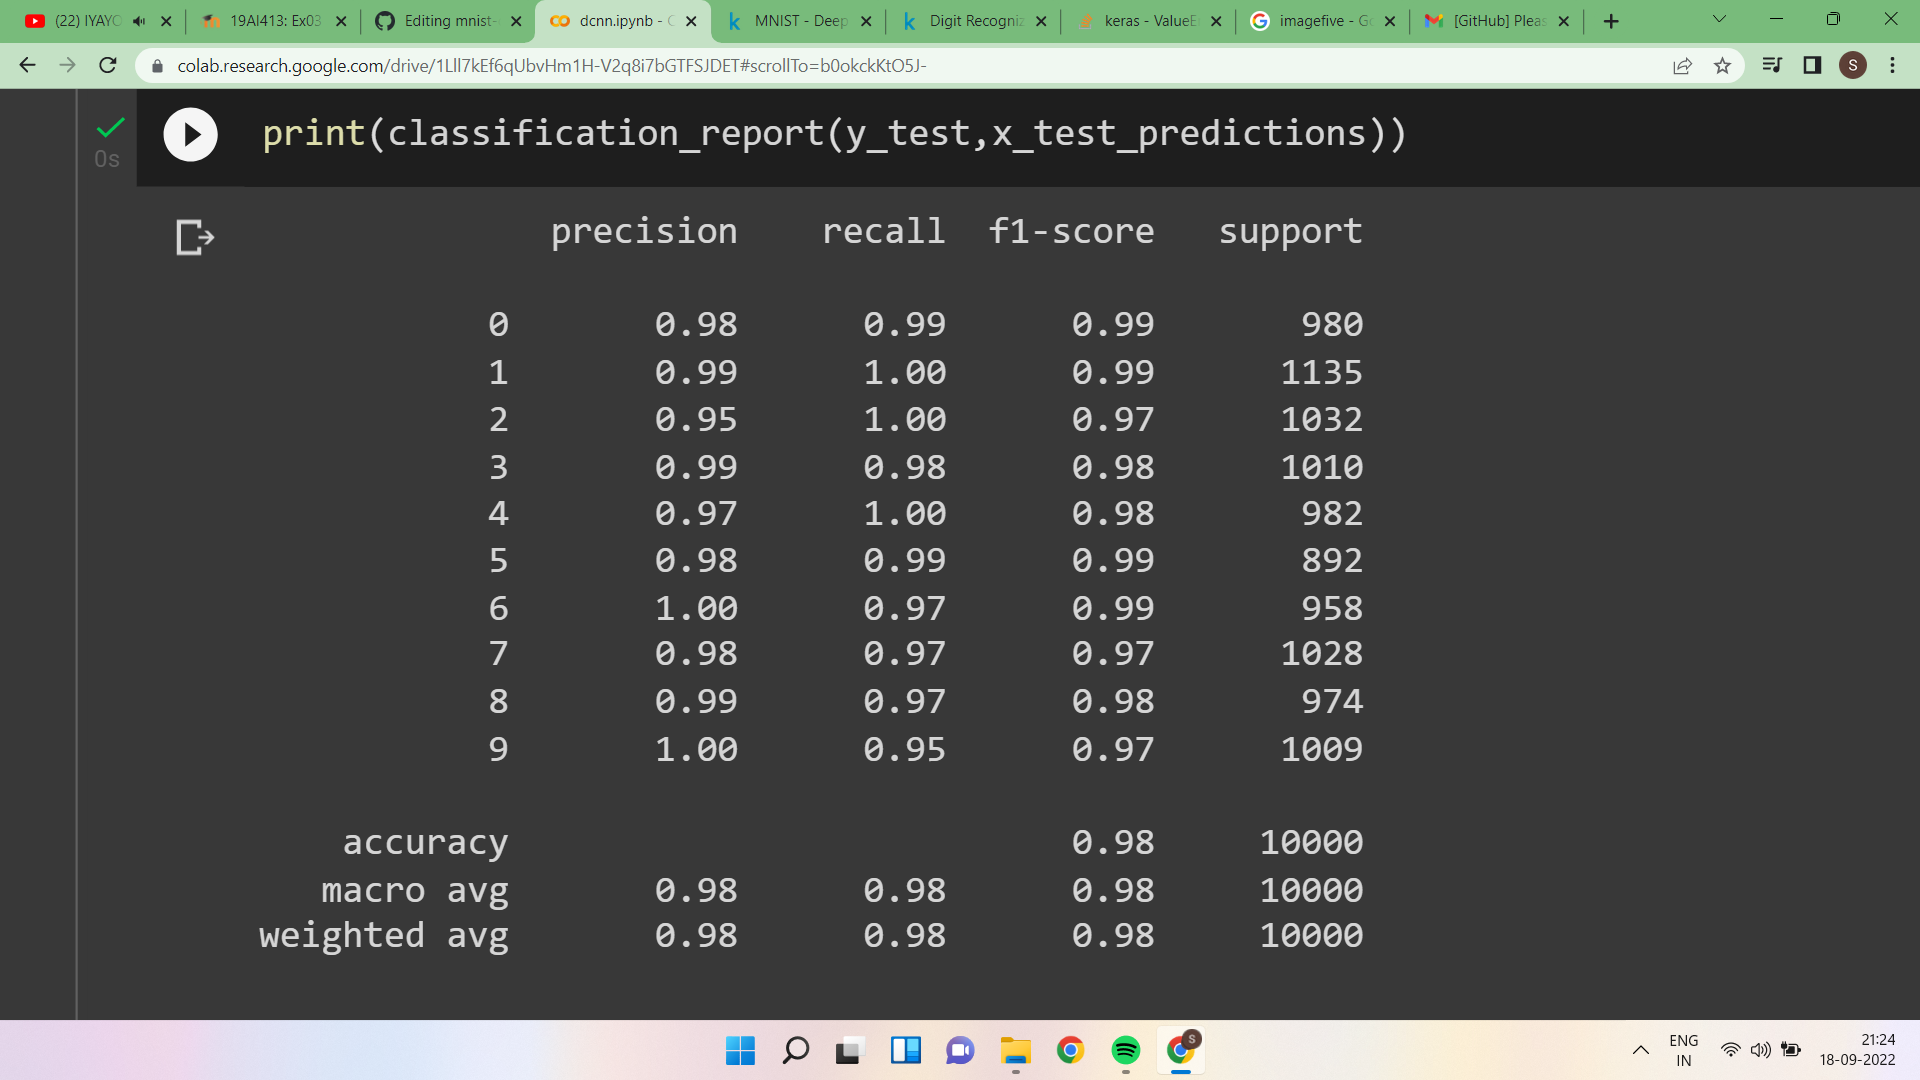 (22) IYAYO 19AI413: Ex03 Editing mnist- dcnn.ipynb - C MNIST - Deep Digit Recogniz keras - ValueE imagefive - Go [GitHub] Pleas
colab.research.google.com/drive/1Lll7kEf6qUbvHm1H-V2q8i7bGTFSJDET#scrollTo=b0okckKtO5J- S
print(classification_report(y_test,x_test_predictions))
0s
precision recall f1-score support
0 0.98 0.99 0.99 980
1 0.99 1.00 0.99 1135
2 0.95 1.00 0.97 1032
3 0.99 0.98 0.98 1010
4 0.97 1.00 0.98 982
5 0.98 0.99 0.99 892
6 1.00 0.97 0.99 958
7 0.98 0.97 0.97 1028
8 0.99 0.97 0.98 974
9 1.00 0.95 0.97 1009
accuracy 0.98 10000
macro avg 0.98 0.98 0.98 10000
weighted avg 0.98 0.98 0.98 10000
S ENG 21:24
IN 18-09-2022